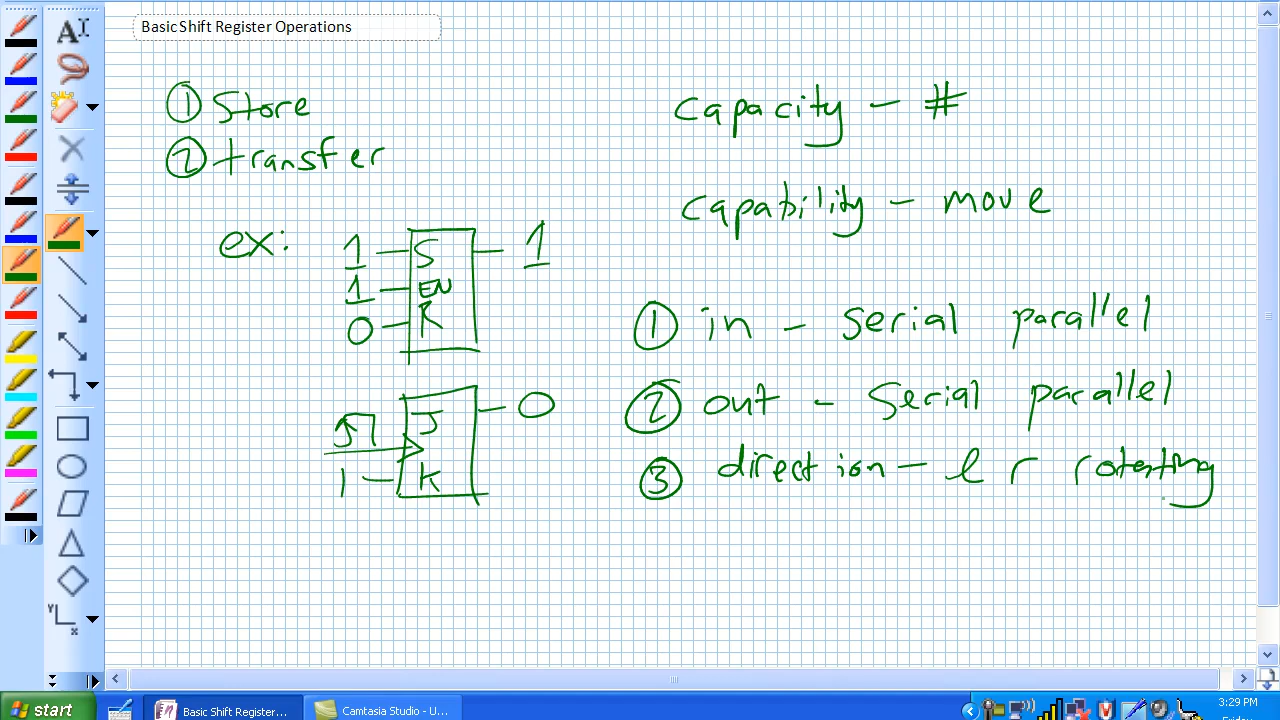 Basic Shift Register Operations
① Store
② transfer
ex:
1 S 1
1 EN
0 R
J 0
1 K
capacity - #
capability - move
① in - serial parallel
② out - Serial parallel
③ direction - l r rotating
A I
Y
x
start
Basic Shift Register...
Camtasia Studio - U...
3:29 PM
Friday